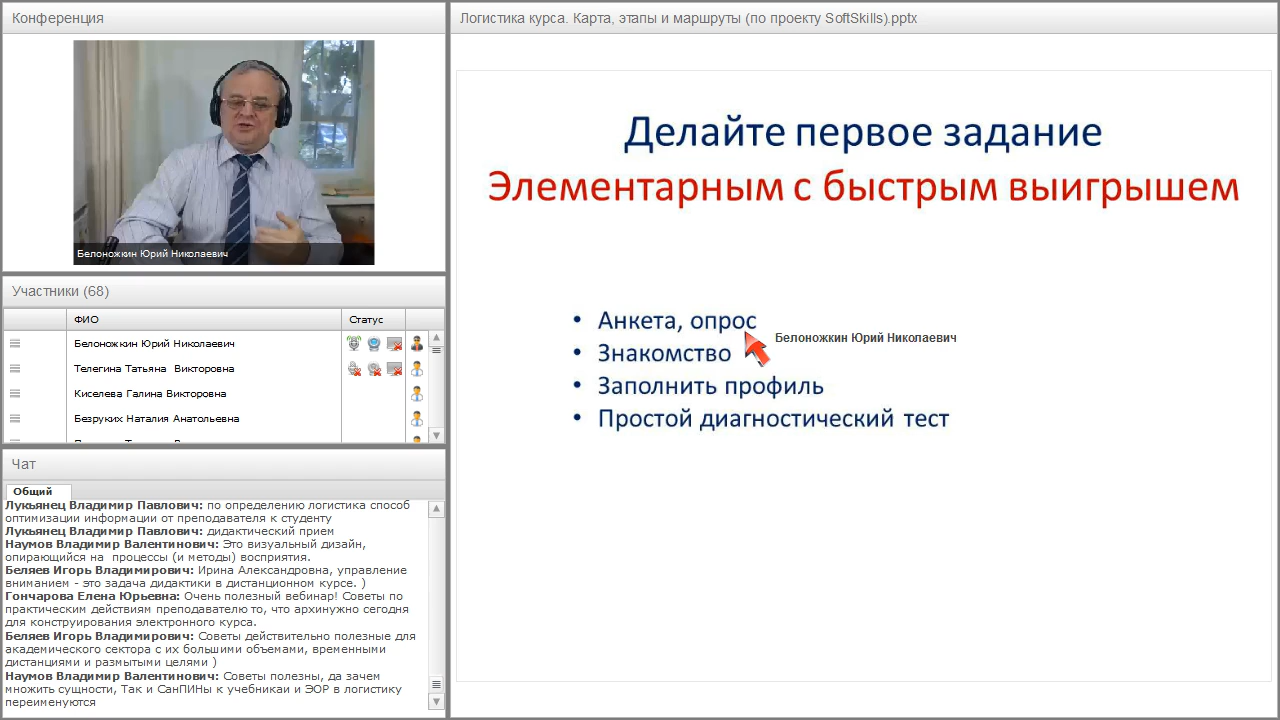 Конференция
Белоножкин Юрий Николаевич
Участники (68)
ФИО
Статус
Белоножкин Юрий Николаевич
Телегина Татьяна Викторовна
Киселева Галина Викторовна
Безруких Наталия Анатольевна
Чат
Общий
Лукьянец Владимир Павлович: по определению логистика способ
оптимизации информации от преподавателя к студенту
Лукьянец Владимир Павлович: дидактический прием
Наумов Владимир Валентинович: Это визуальный дизайн,
опирающийся на процессы (и методы) восприятия.
Беляев Игорь Владимирович: Ирина Александровна, управление
вниманием - это задача дидактики в дистанционном курсе. )
Гончарова Елена Юрьевна: Очень полезный вебинар! Советы по
практическим действиям преподавателю то, что архинужно сегодня
для конструирования электронного курса.
Беляев Игорь Владимирович: Советы действительно полезные для
академического сектора с их большими объемами, временными
дистанциями и размытыми целями )
Наумов Владимир Валентинович: Советы полезны, да зачем
множить сущности, Так и СанПИНы к учебникаи и ЭОР в легистику
переименуются
Логистика курса. Карта, этапы и маршруты (по проекту SoftSkills).pptx
Делайте первое задание
Элементарным с быстрым выигрышем
• Анкета, опрос
Белоножкин Юрий Николаевич
• Знакомство
• Заполнить профиль
• Простой диагностический тест